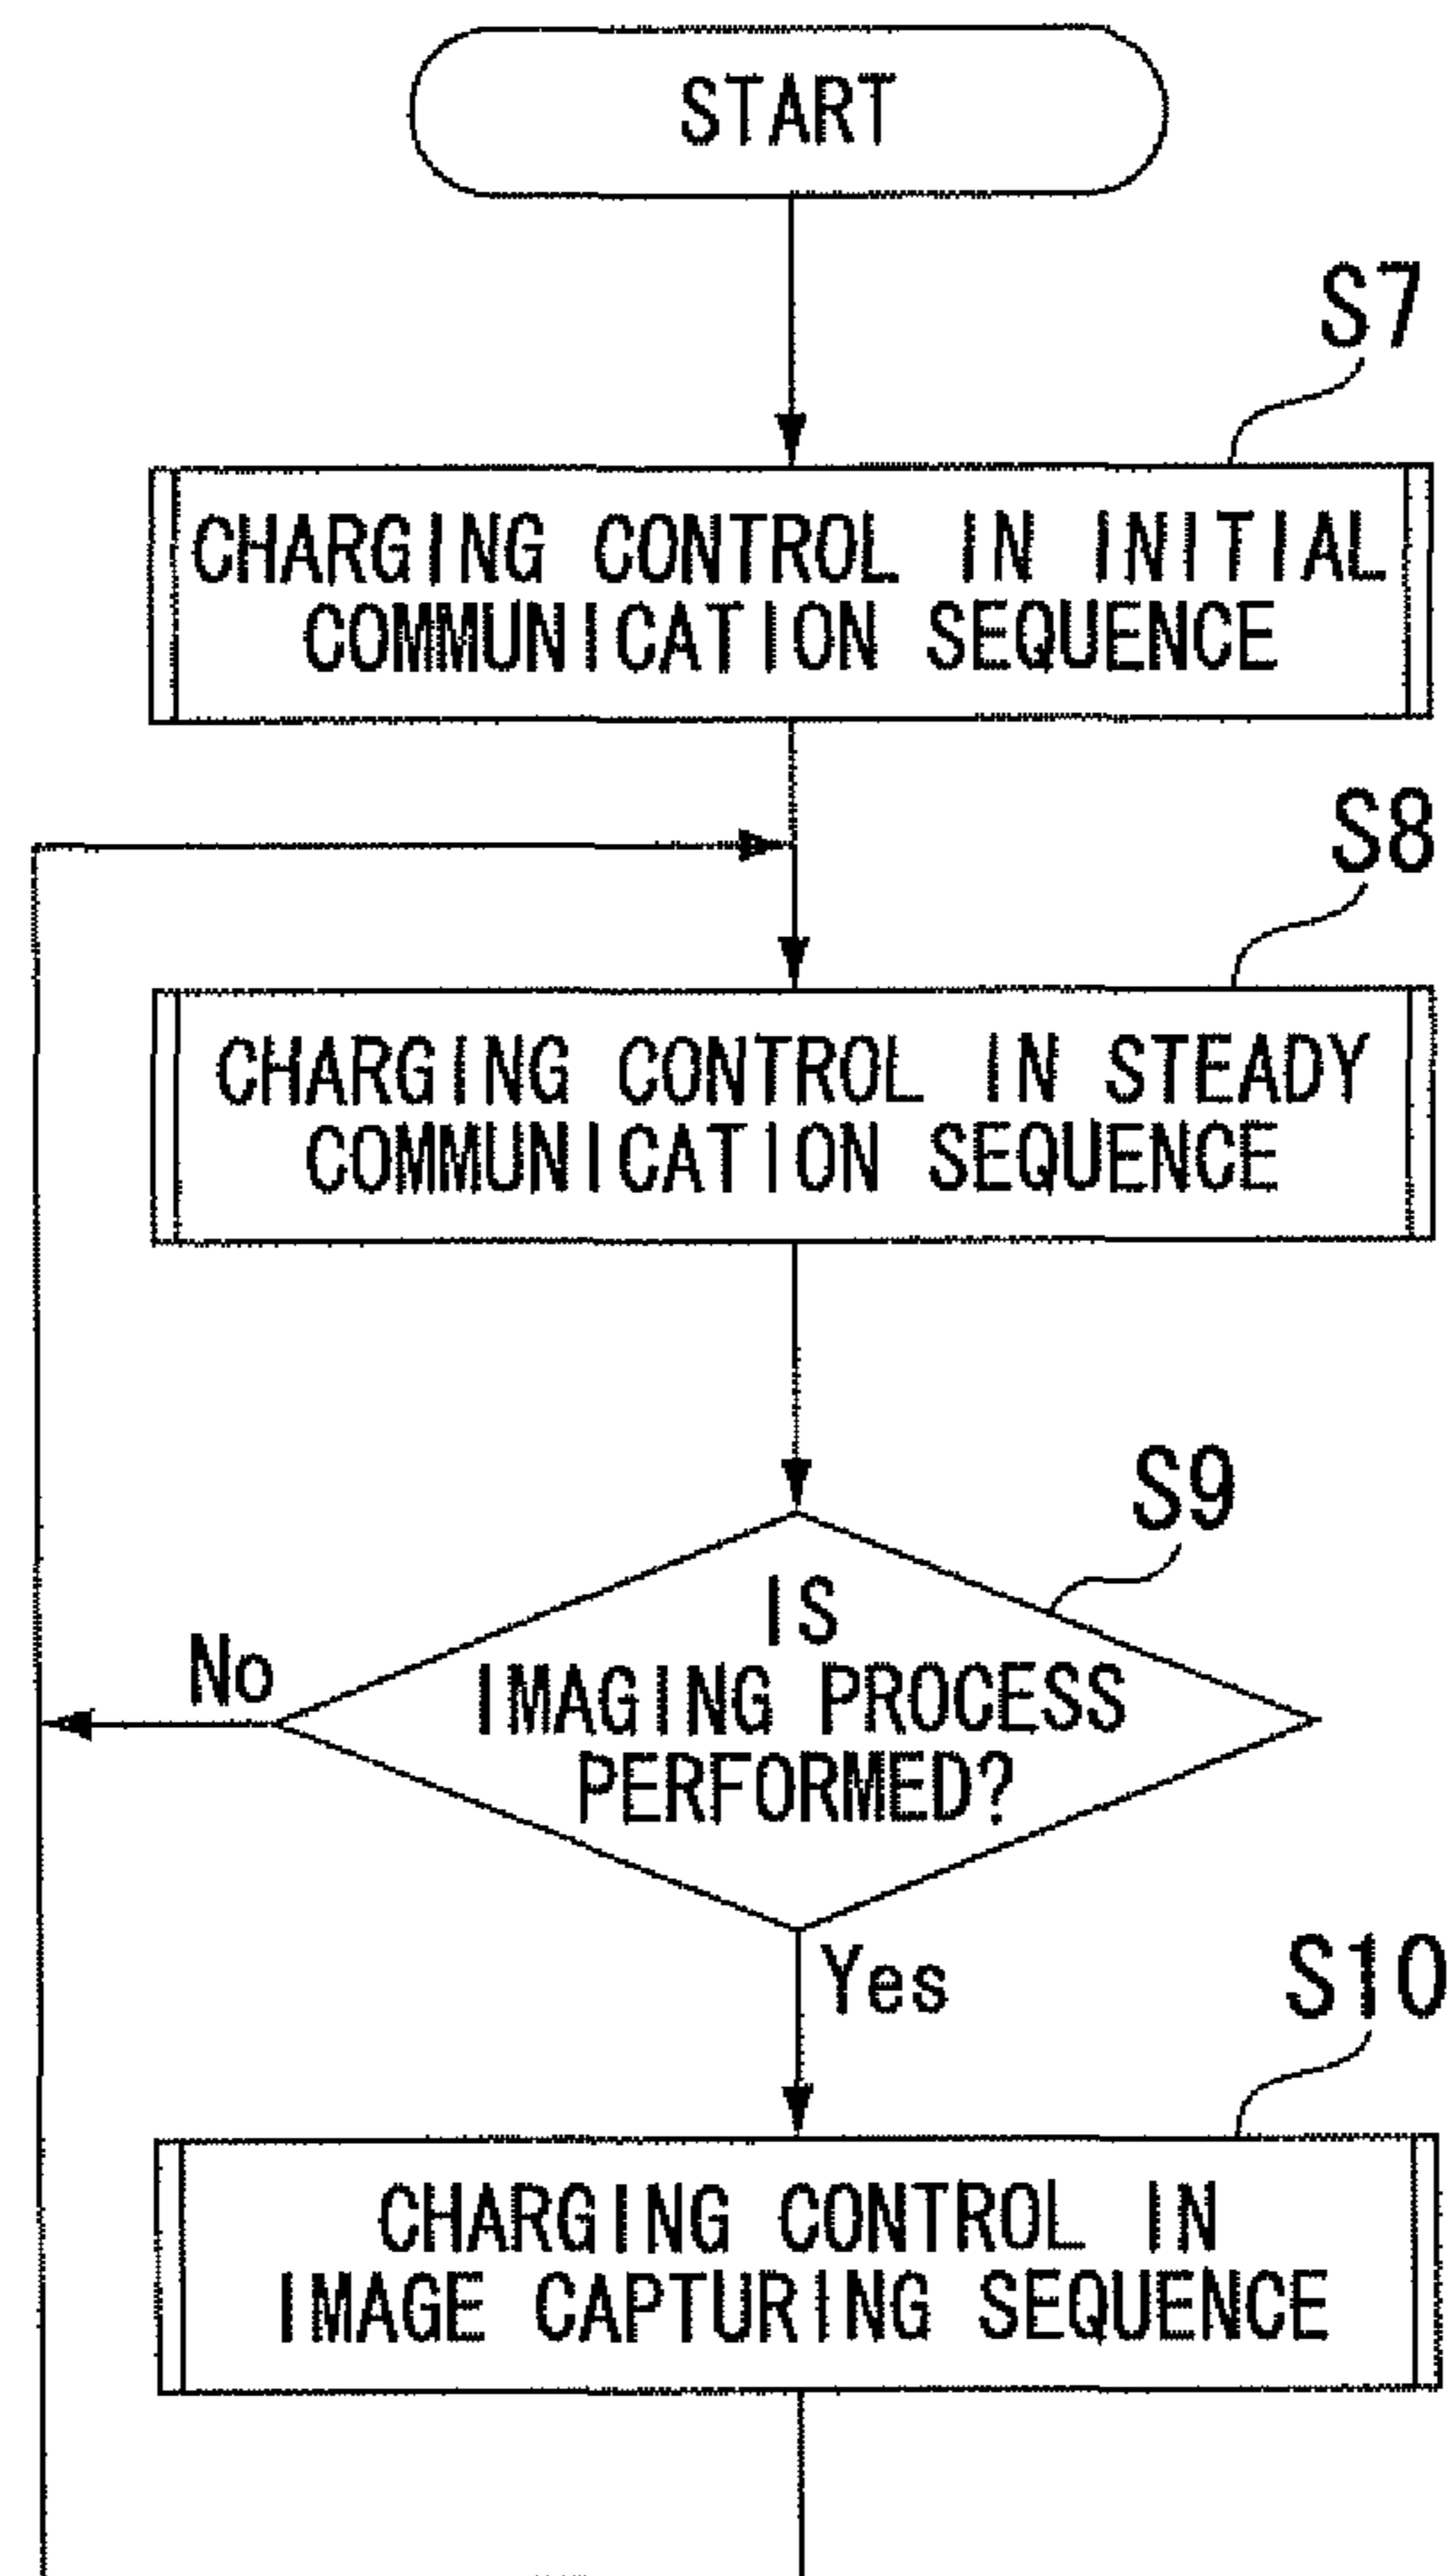 START
S7
CHARGING CONTROL IN INITIAL
COMMUNICATION SEQUENCE
S8
CHARGING CONTROL IN STEADY
COMMUNICATION SEQUENCE
S9
IS
IMAGING PROCESS
PERFORMED?
No
Yes
S10
CHARGING CONTROL IN
IMAGE CAPTURING SEQUENCE